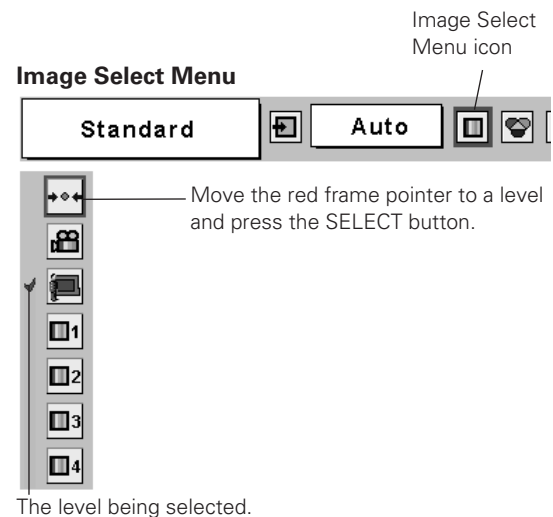 Image Select
Menu icon
Image Select Menu
Standard
Auto
Move the red frame pointer to a level
and press the SELECT button.
1
2
3
4
The level being selected.